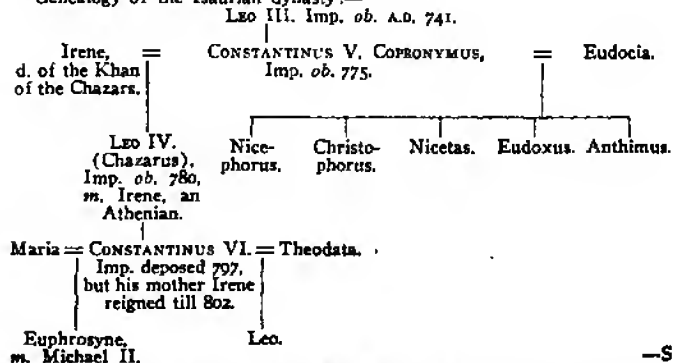 Genealogy of the Isaurian dynasty:—
LEO III. Imp. ob. A.D. 741.
Irene, = CONSTANTINUS V. COPRONYMUS, = Eudocia.
d. of the Khan Imp. ob. 775.
of the Chazars.
LEO IV. Nice- Christo- Nicetas. Eudoxus. Anthimus.
(Chazarus), phorus. phorus.
Imp. ob. 780,
m. Irene, an
Athenian.
Maria = CONSTANTINUS VI. = Theodata.
Imp. deposed 797,
but his mother Irene
reigned till 802.
Euphrosyne, Leo.
m. Michael II. —S